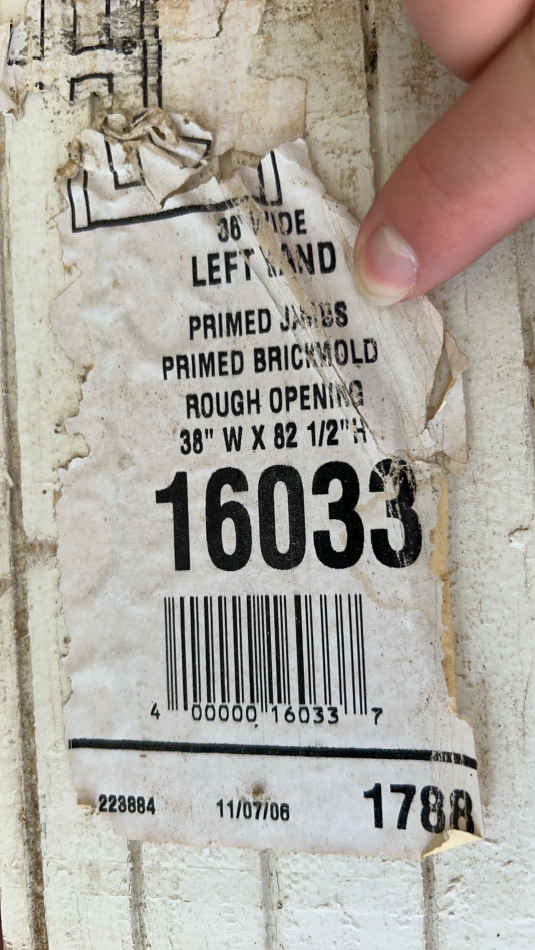 36 WIDE
LEFT HAND
PRIMED JAMBS
PRIMED BRICKMOLD
ROUGH OPENING
38" W X 82 1/2"H
16033
4 00000 16033 7
223884 11/07/06 1788